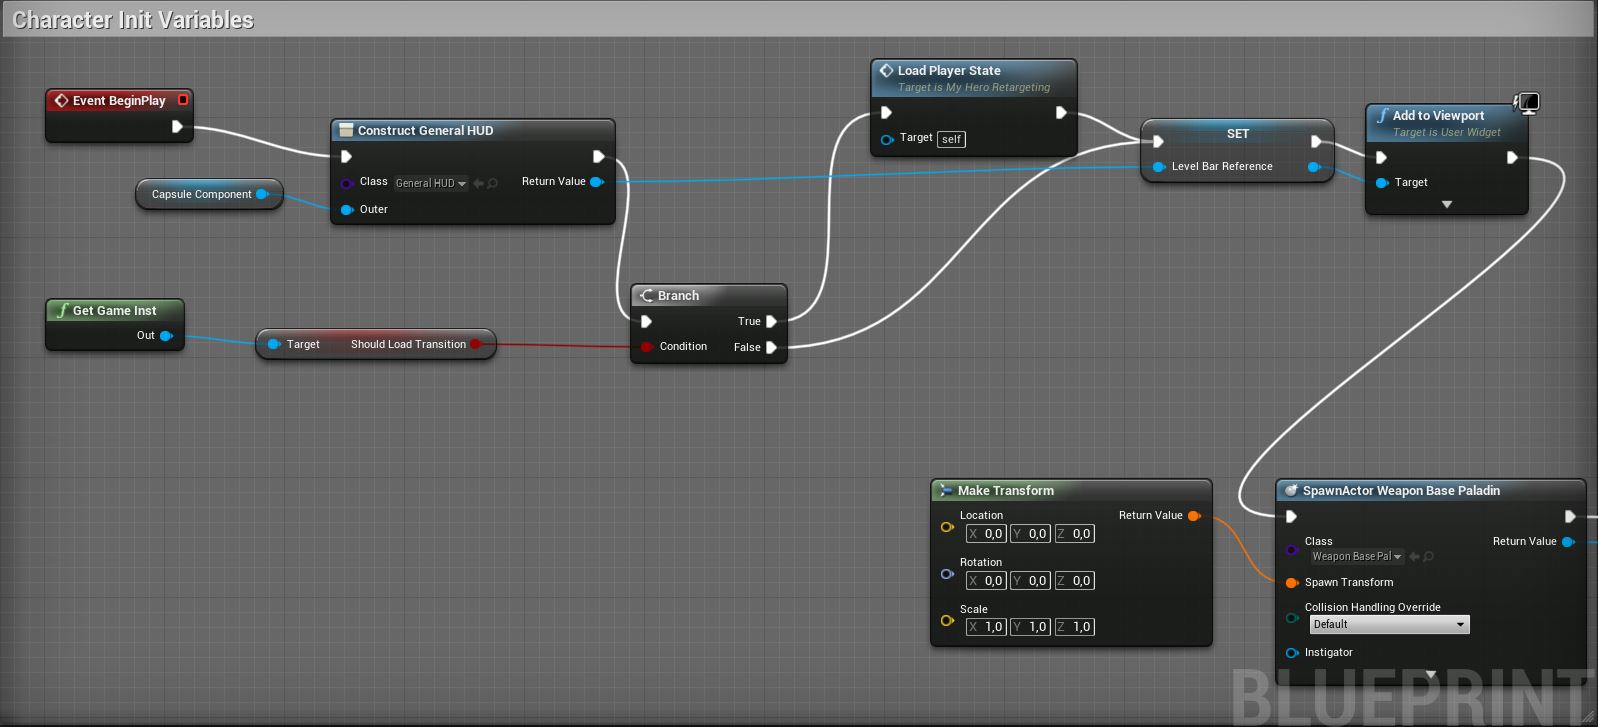 Character Init Variables
Event BeginPlay
Construct General HUD
Class General HUD Return Value
Outer
Capsule Component
Load Player State
Target is My Hero Retargeting
Target self
SET
Level Bar Reference
Add to Viewport
Target is User Widget
Target
Get Game Inst
Out
Target Should Load Transition
Branch
True
Condition False
Make Transform
Location Return Value
X 0,0 Y 0,0 Z 0,0
Rotation
X 0,0 Y 0,0 Z 0,0
Scale
X 1,0 Y 1,0 Z 1,0
SpawnActor Weapon Base Paladin
Class Return Value
Weapon Base Pal
Spawn Transform
Collision Handling Override
Default
Instigator
BLUEPRINT